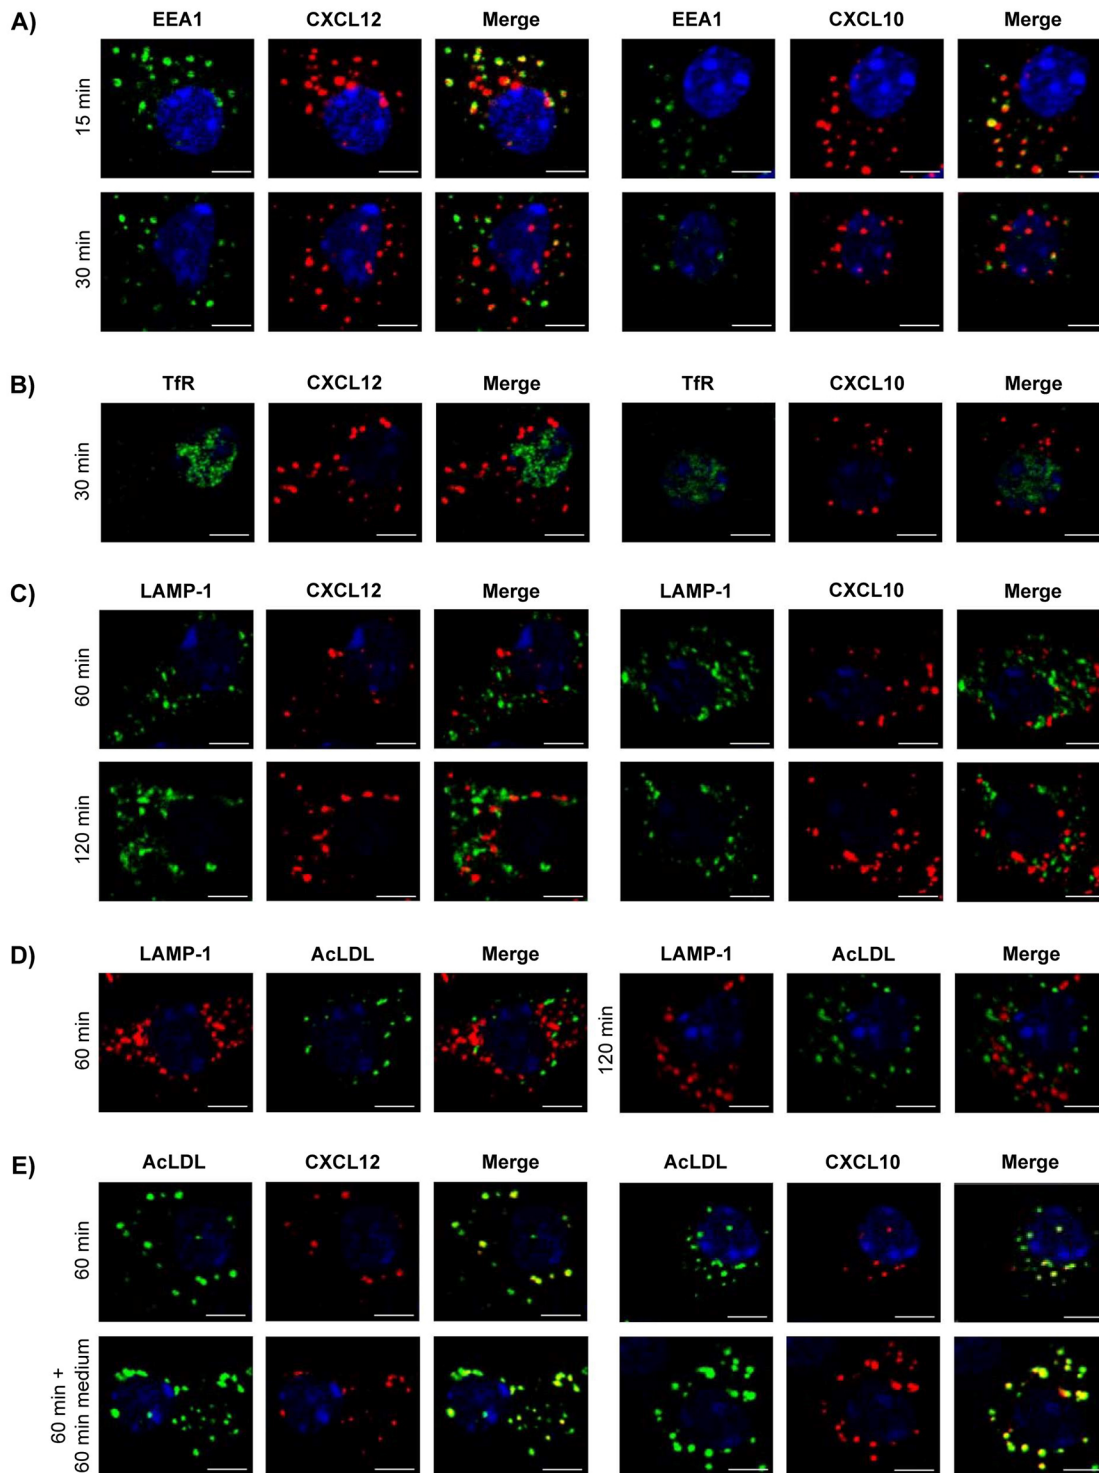 A) EEA1 CXCL12 Merge EEA1 CXCL10 Merge
15 min
30 min
B) TfR CXCL12 Merge TfR CXCL10 Merge
30 min
C) LAMP-1 CXCL12 Merge LAMP-1 CXCL10 Merge
60 min
120 min
D) LAMP-1 AcLDL Merge LAMP-1 AcLDL Merge
60 min
120 min
E) AcLDL CXCL12 Merge AcLDL CXCL10 Merge
60 min
60 min +
60 min medium